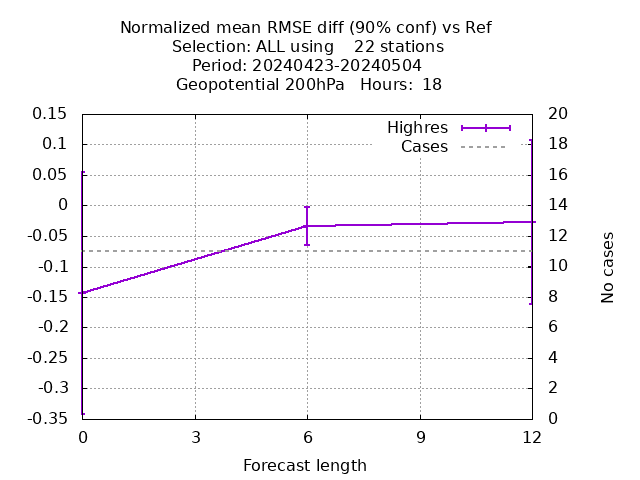 Normalized mean RMSE diff (90% conf) vs Ref
Selection: ALL using    22 stations
Period: 20240423-20240504
Geopotential 200hPa   Hours:  18
Highres
Cases
0.15
0.1
0.05
0
-0.05
-0.1
-0.15
-0.2
-0.25
-0.3
-0.35
20
18
16
14
12
10
8
6
4
2
0
No cases
0 3 6 9 12
Forecast length